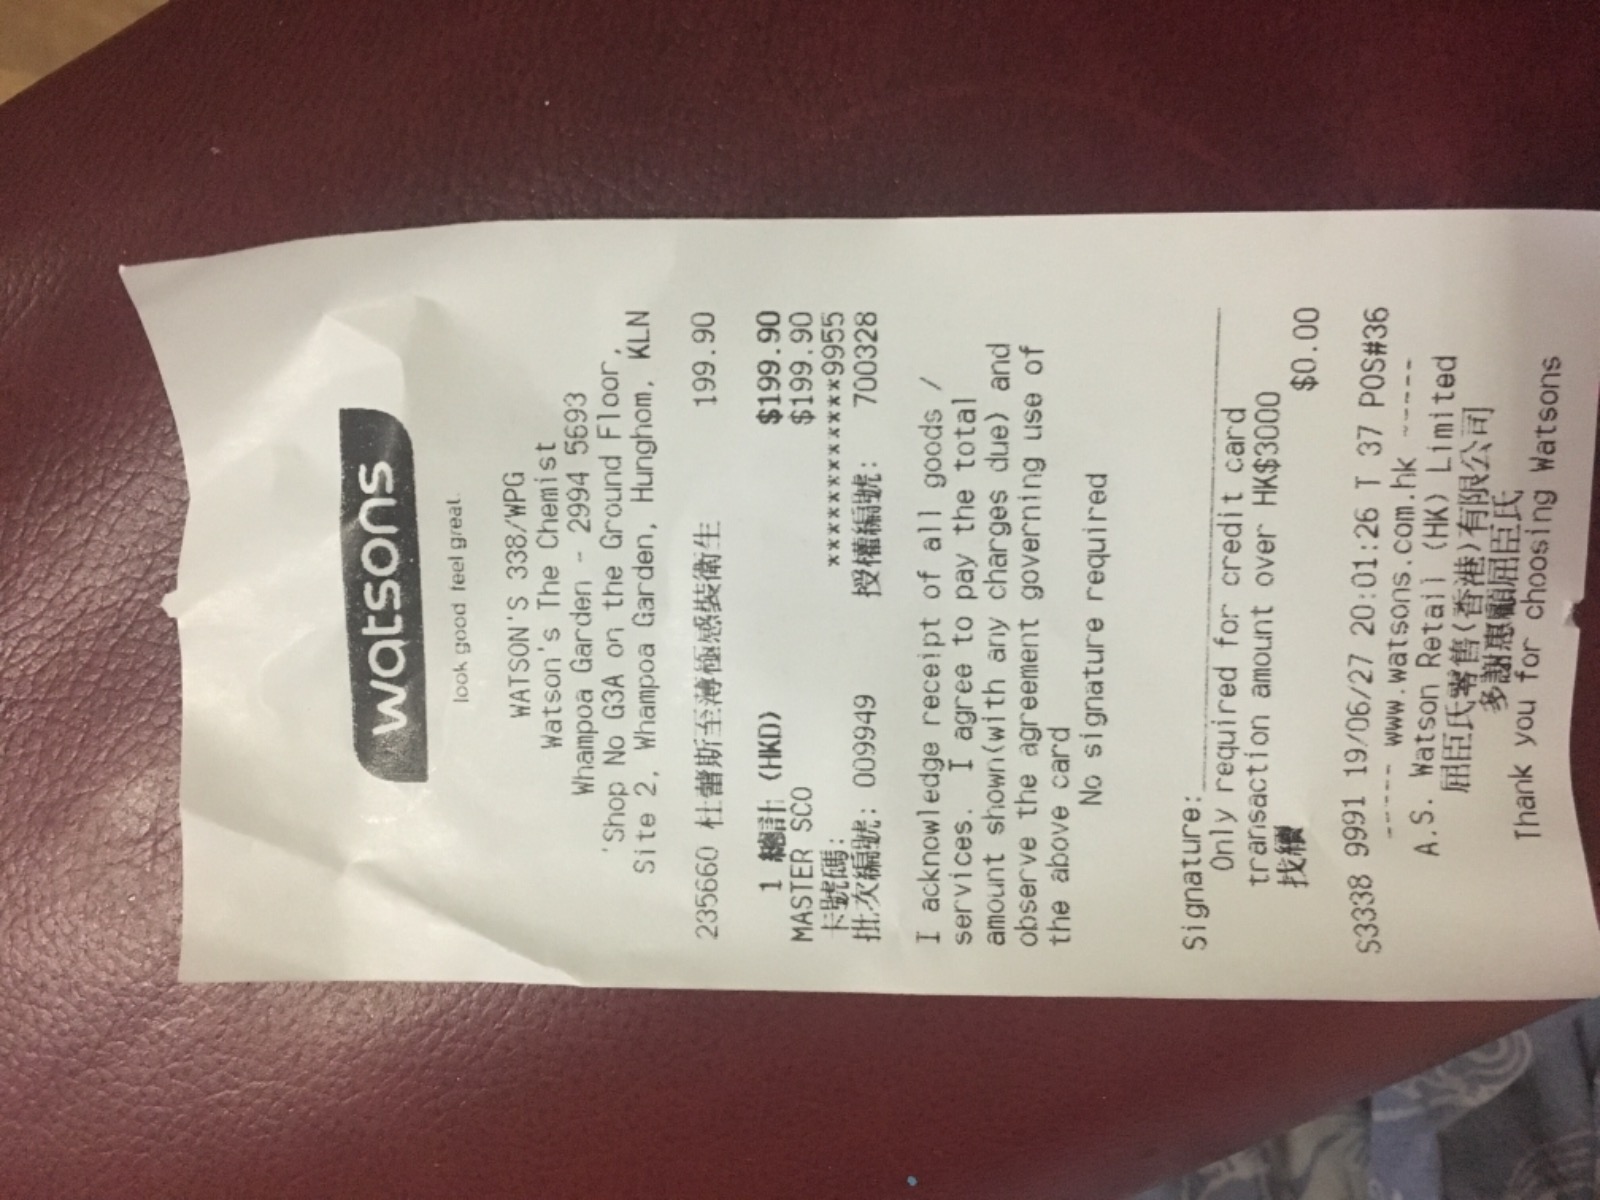 watsons
look good feel great.
WATSON'S 338/WPG
Watson's The Chemist
Whampoa Garden - 2994 5693
'Shop No G3A on the Ground Floor,
Site 2, Whampoa Garden, Hunghom, KLN
235660 杜蕾斯至薄極感裝衛生 199.90
1 總計 (HKD) $199.90
MASTER SCO $199.90
卡號碼: ************9955
批次編號: 009949 授權編號: 700328
I acknowledge receipt of all goods /
services. I agree to pay the total
amount shown(with any charges due) and
observe the agreement governing use of
the above card
No signature required
Signature:
Only required for credit card
transaction amount over HK$3000
找續 $0.00
S3338 9991 19/06/27 20:01:26 T 37 POS#36
----- www.watsons.com.hk -----
A.S. Watson Retail (HK) Limited
屈臣氏零售(香港)有限公司
多謝惠顧屈臣氏
Thank you for choosing Watsons